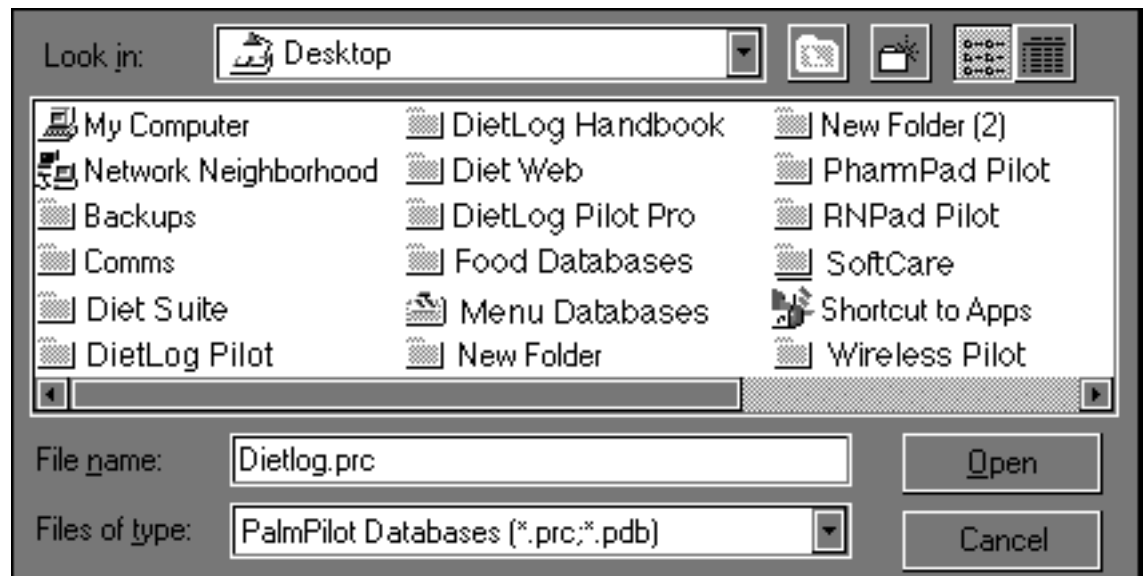 Look in: Desktop
My Computer DietLog Handbook New Folder (2)
Network Neighborhood Diet Web PharmPad Pilot
Backups DietLog Pilot Pro RNPad Pilot
Comms Food Databases SoftCare
Diet Suite Menu Databases Shortcut to Apps
DietLog Pilot New Folder Wireless Pilot
File name: Dietlog.prc Open
Files of type: PalmPilot Databases (*.prc;*.pdb) Cancel